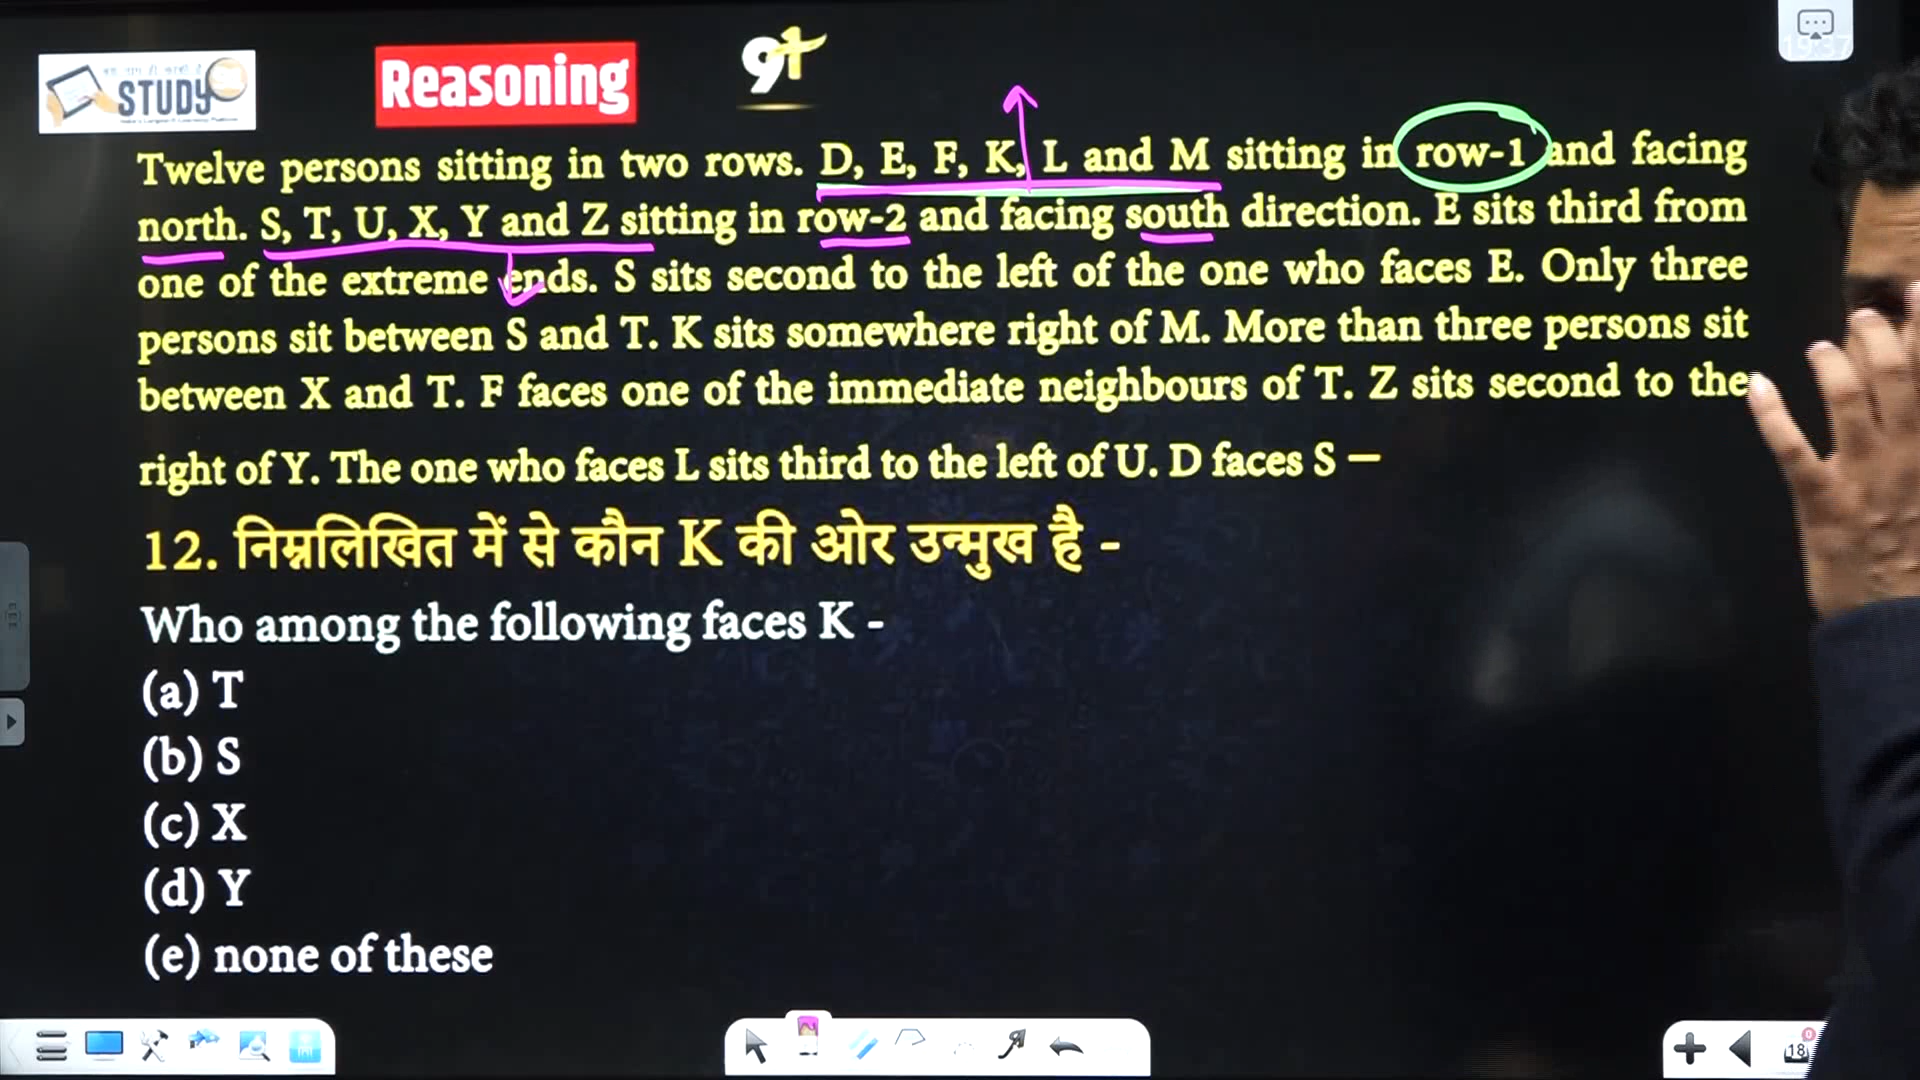 STUDY
Reasoning
Twelve persons sitting in two rows. D, E, F, K, L and M sitting in row-1 and facing
north. S, T, U, X, Y and Z sitting in row-2 and facing south direction. E sits third from
one of the extreme ends. S sits second to the left of the one who faces E. Only three
persons sit between S and T. K sits somewhere right of M. More than three persons sit
between X and T. F faces one of the immediate neighbours of T. Z sits second to the
right of Y. The one who faces L sits third to the left of U. D faces S –
12. निम्नलिखित में से कौन K की ओर उन्मुख है -
Who among the following faces K -
(a) T
(b) S
(c) X
(d) Y
(e) none of these
18